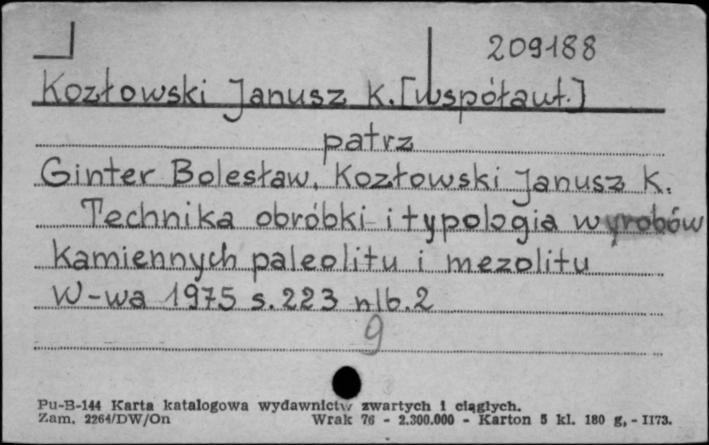 209188
Kozłowski Janusz K. [współaut.]
patrz
Ginter Bolesław, Kozłowski Janusz K.
Technika obróbki i typologia wyrobów
kamiennych paleolitu i mezolitu
W-wa 1975 s. 223 nlb. 2
9
Pu-B-144 Karta katalogowa wydawnictw zwartych i ciągłych.
Zam. 2264/DW/On Wrak 76 - 2.300.000 - Karton 5 kl. 180 g, - II73.